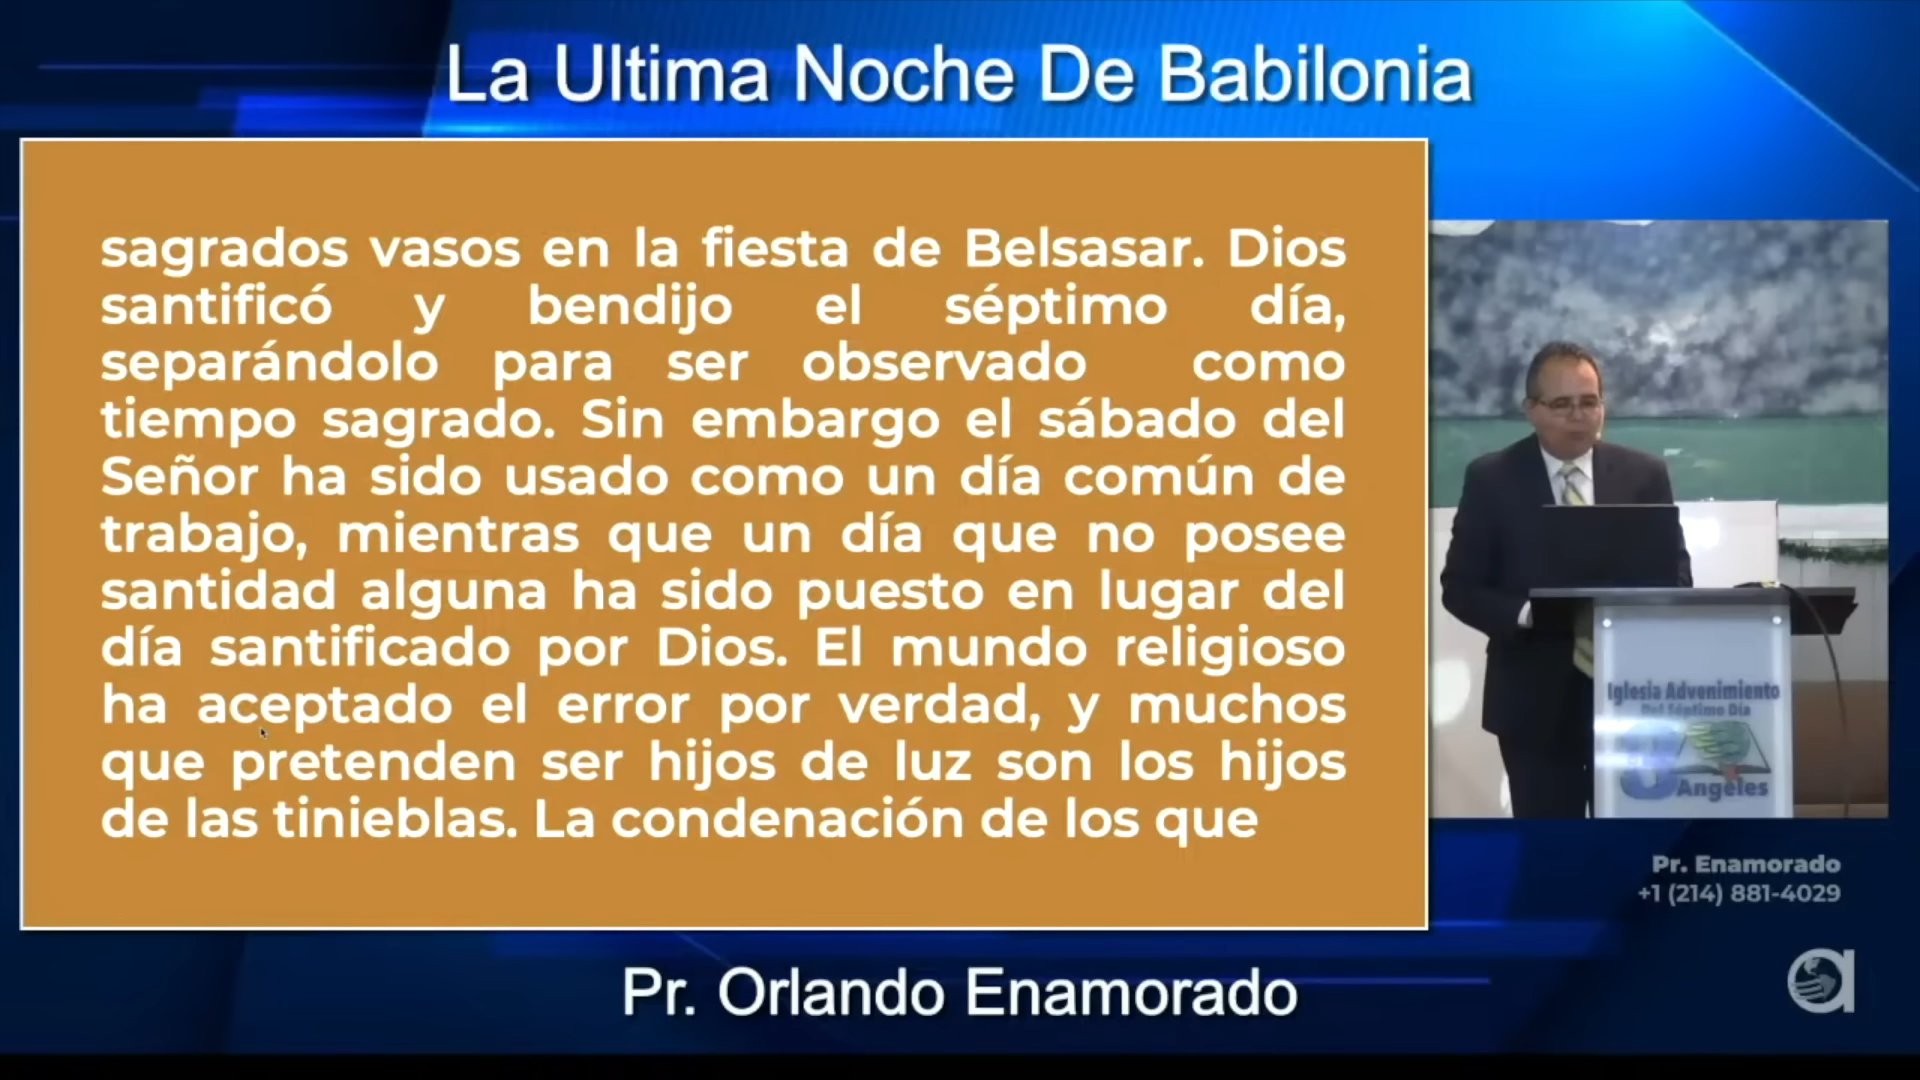 La Ultima Noche De Babilonia
sagrados vasos en la fiesta de Belsasar. Dios
santificó y bendijo el séptimo día,
separándolo para ser observado como
tiempo sagrado. Sin embargo el sábado del
Señor ha sido usado como un día común de
trabajo, mientras que un día que no posee
santidad alguna ha sido puesto en lugar del
día santificado por Dios. El mundo religioso
ha aceptado el error por verdad, y muchos
que pretenden ser hijos de luz son los hijos
de las tinieblas. La condenación de los que
Iglesia Advenimiento
Del Séptimo Día
3
Angeles
Pr. Enamorado
+1 (214) 881-4029
Pr. Orlando Enamorado